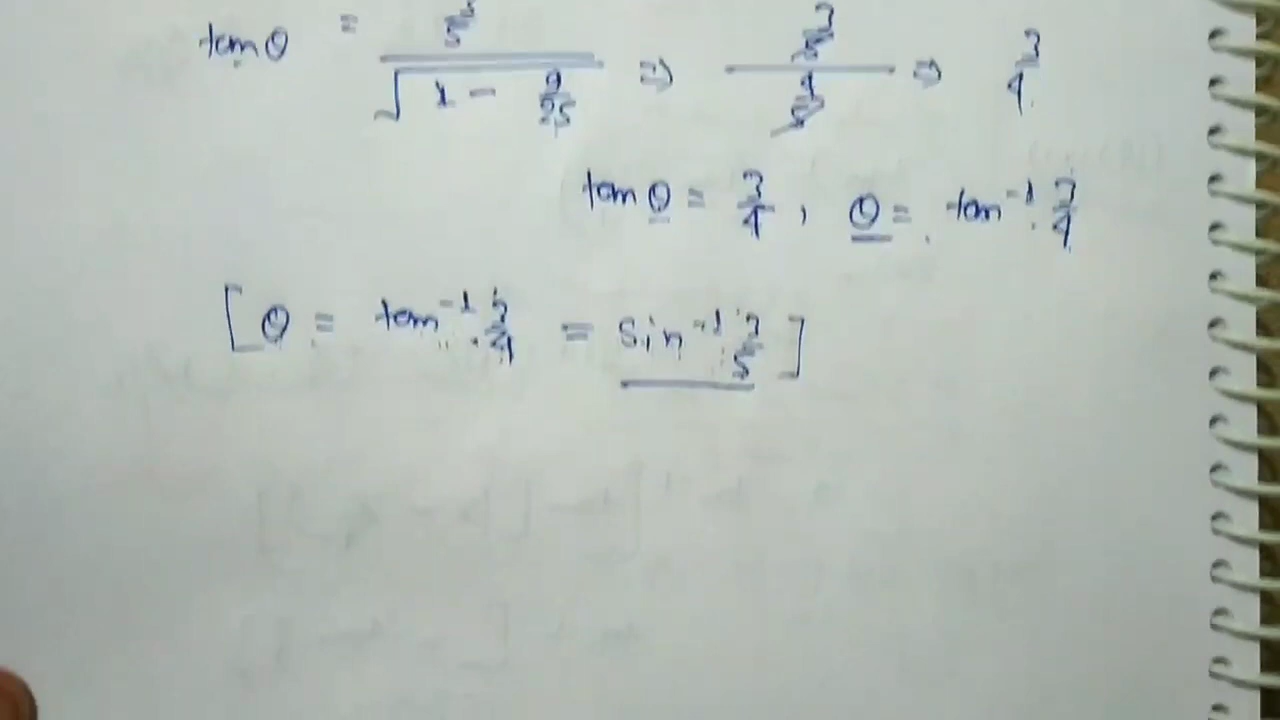 tan θ = 3/5 / √(1 - 9/25) ⇒ 3/5 / 4/5 ⇒ 3/4
tan θ = 3/4 , θ = tan⁻¹ 3/4
[ θ = tan⁻¹ 3/4 = sin⁻¹ 3/5 ]